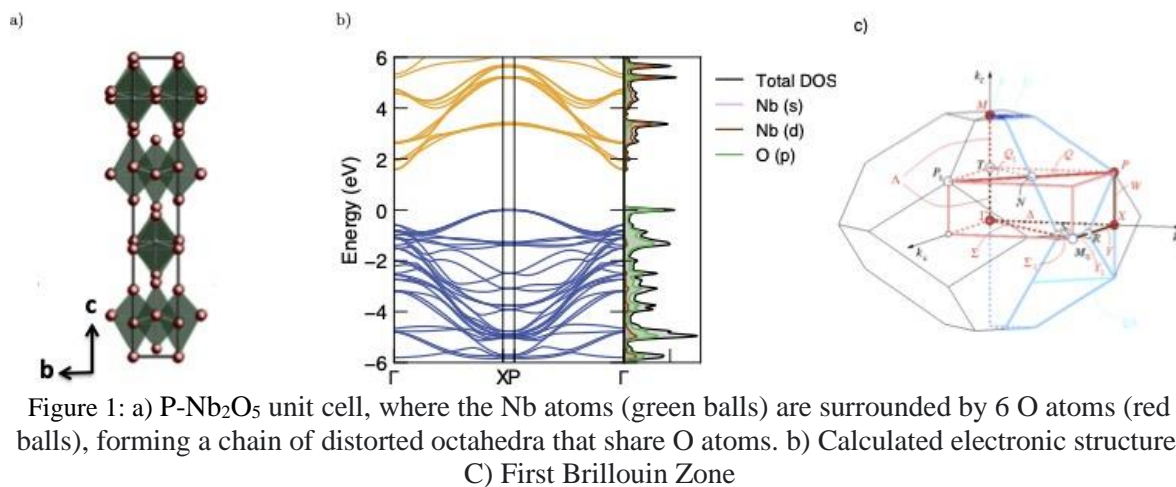 a)
b)
c)
c
b
Energy (eV)
6
4
2
0
-2
-4
-6
Γ
XP
Γ
Total DOS
Nb (s)
Nb (d)
O (p)
M
Λ
Q
P
N
W
Δ
X
Σ
Figure 1: a) P-Nb₂O₅ unit cell, where the Nb atoms (green balls) are surrounded by 6 O atoms (red
balls), forming a chain of distorted octahedra that share O atoms. b) Calculated electronic structure
C) First Brillouin Zone